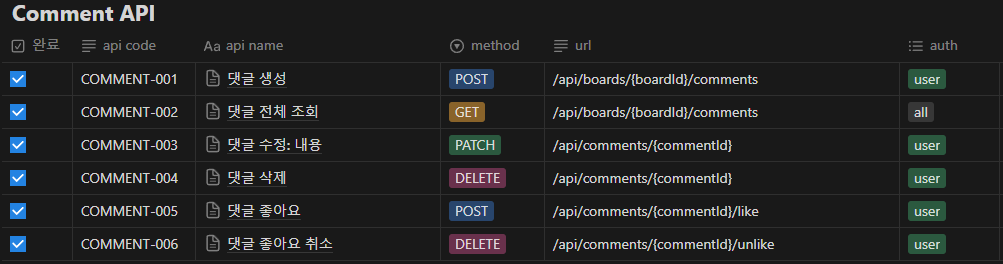 Comment API
완료 api code Aa api name method url auth
COMMENT-001 댓글 생성 POST /api/boards/{boardId}/comments user
COMMENT-002 댓글 전체 조회 GET /api/boards/{boardId}/comments all
COMMENT-003 댓글 수정: 내용 PATCH /api/comments/{commentId} user
COMMENT-004 댓글 삭제 DELETE /api/comments/{commentId} user
COMMENT-005 댓글 좋아요 POST /api/comments/{commentId}/like user
COMMENT-006 댓글 좋아요 취소 DELETE /api/comments/{commentId}/unlike user